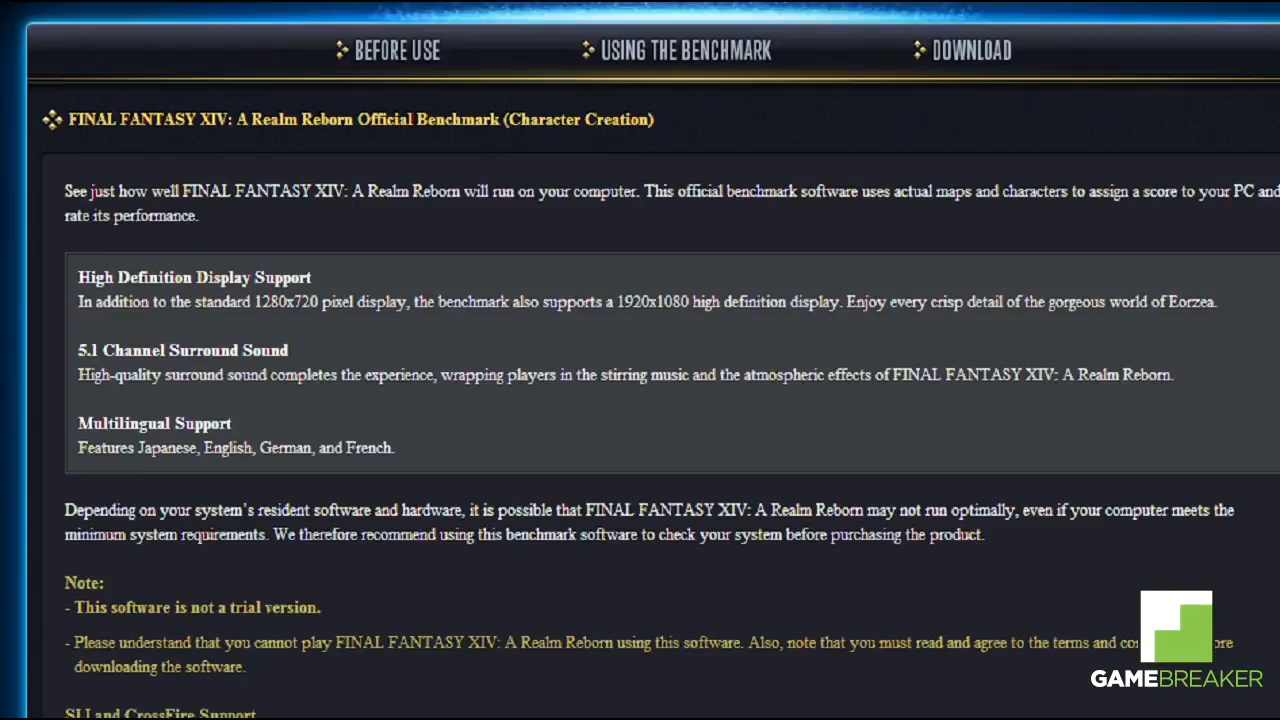 BEFORE USE
USING THE BENCHMARK
DOWNLOAD
FINAL FANTASY XIV: A Realm Reborn Official Benchmark (Character Creation)
See just how well FINAL FANTASY XIV: A Realm Reborn will run on your computer. This official benchmark software uses actual maps and characters to assign a score to your PC and
rate its performance.
High Definition Display Support
In addition to the standard 1280x720 pixel display, the benchmark also supports a 1920x1080 high definition display. Enjoy every crisp detail of the gorgeous world of Eorzea.
5.1 Channel Surround Sound
High-quality surround sound completes the experience, wrapping players in the stirring music and the atmospheric effects of FINAL FANTASY XIV: A Realm Reborn.
Multilingual Support
Features Japanese, English, German, and French.
Depending on your system's resident software and hardware, it is possible that FINAL FANTASY XIV: A Realm Reborn may not run optimally, even if your computer meets the
minimum system requirements. We therefore recommend using this benchmark software to check your system before purchasing the product.
Note:
- This software is not a trial version.
- Please understand that you cannot play FINAL FANTASY XIV: A Realm Reborn using this software. Also, note that you must read and agree to the terms and
downloading the software.
SLI and CrossFire Support
GAMEBREAKER